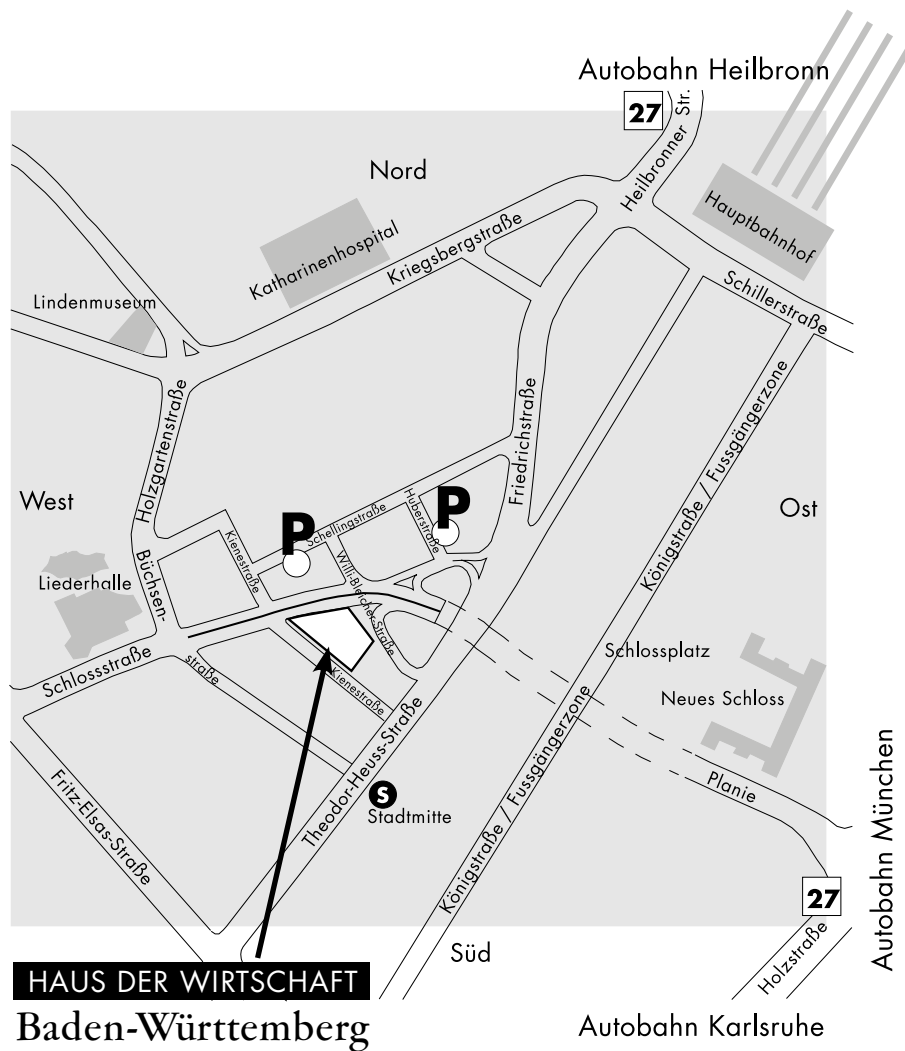 Autobahn Heilbronn
27
Heilbronner Str.
Nord
Hauptbahnhof
Katharinenhospital
Kriegsbergstraße
Lindenmuseum
Schillerstraße
Holzgartenstraße
Friedrichstraße
Königstraße / Fussgängerzone
West
Ost
P
P
Schellingstraße
Huberstraße
Kienestraße
Willi-Bleicher-Straße
Liederhalle
Büchsen-
straße
Schlossstraße
Kienestraße
Schlossplatz
Neues Schloss
Theodor-Heuss-Straße
Fritz-Elsas-Straße
S
Stadtmitte
Königstraße / Fussgängerzone
Planie
Autobahn München
27
Holzstraße
Süd
HAUS DER WIRTSCHAFT
Baden-Württemberg
Autobahn Karlsruhe